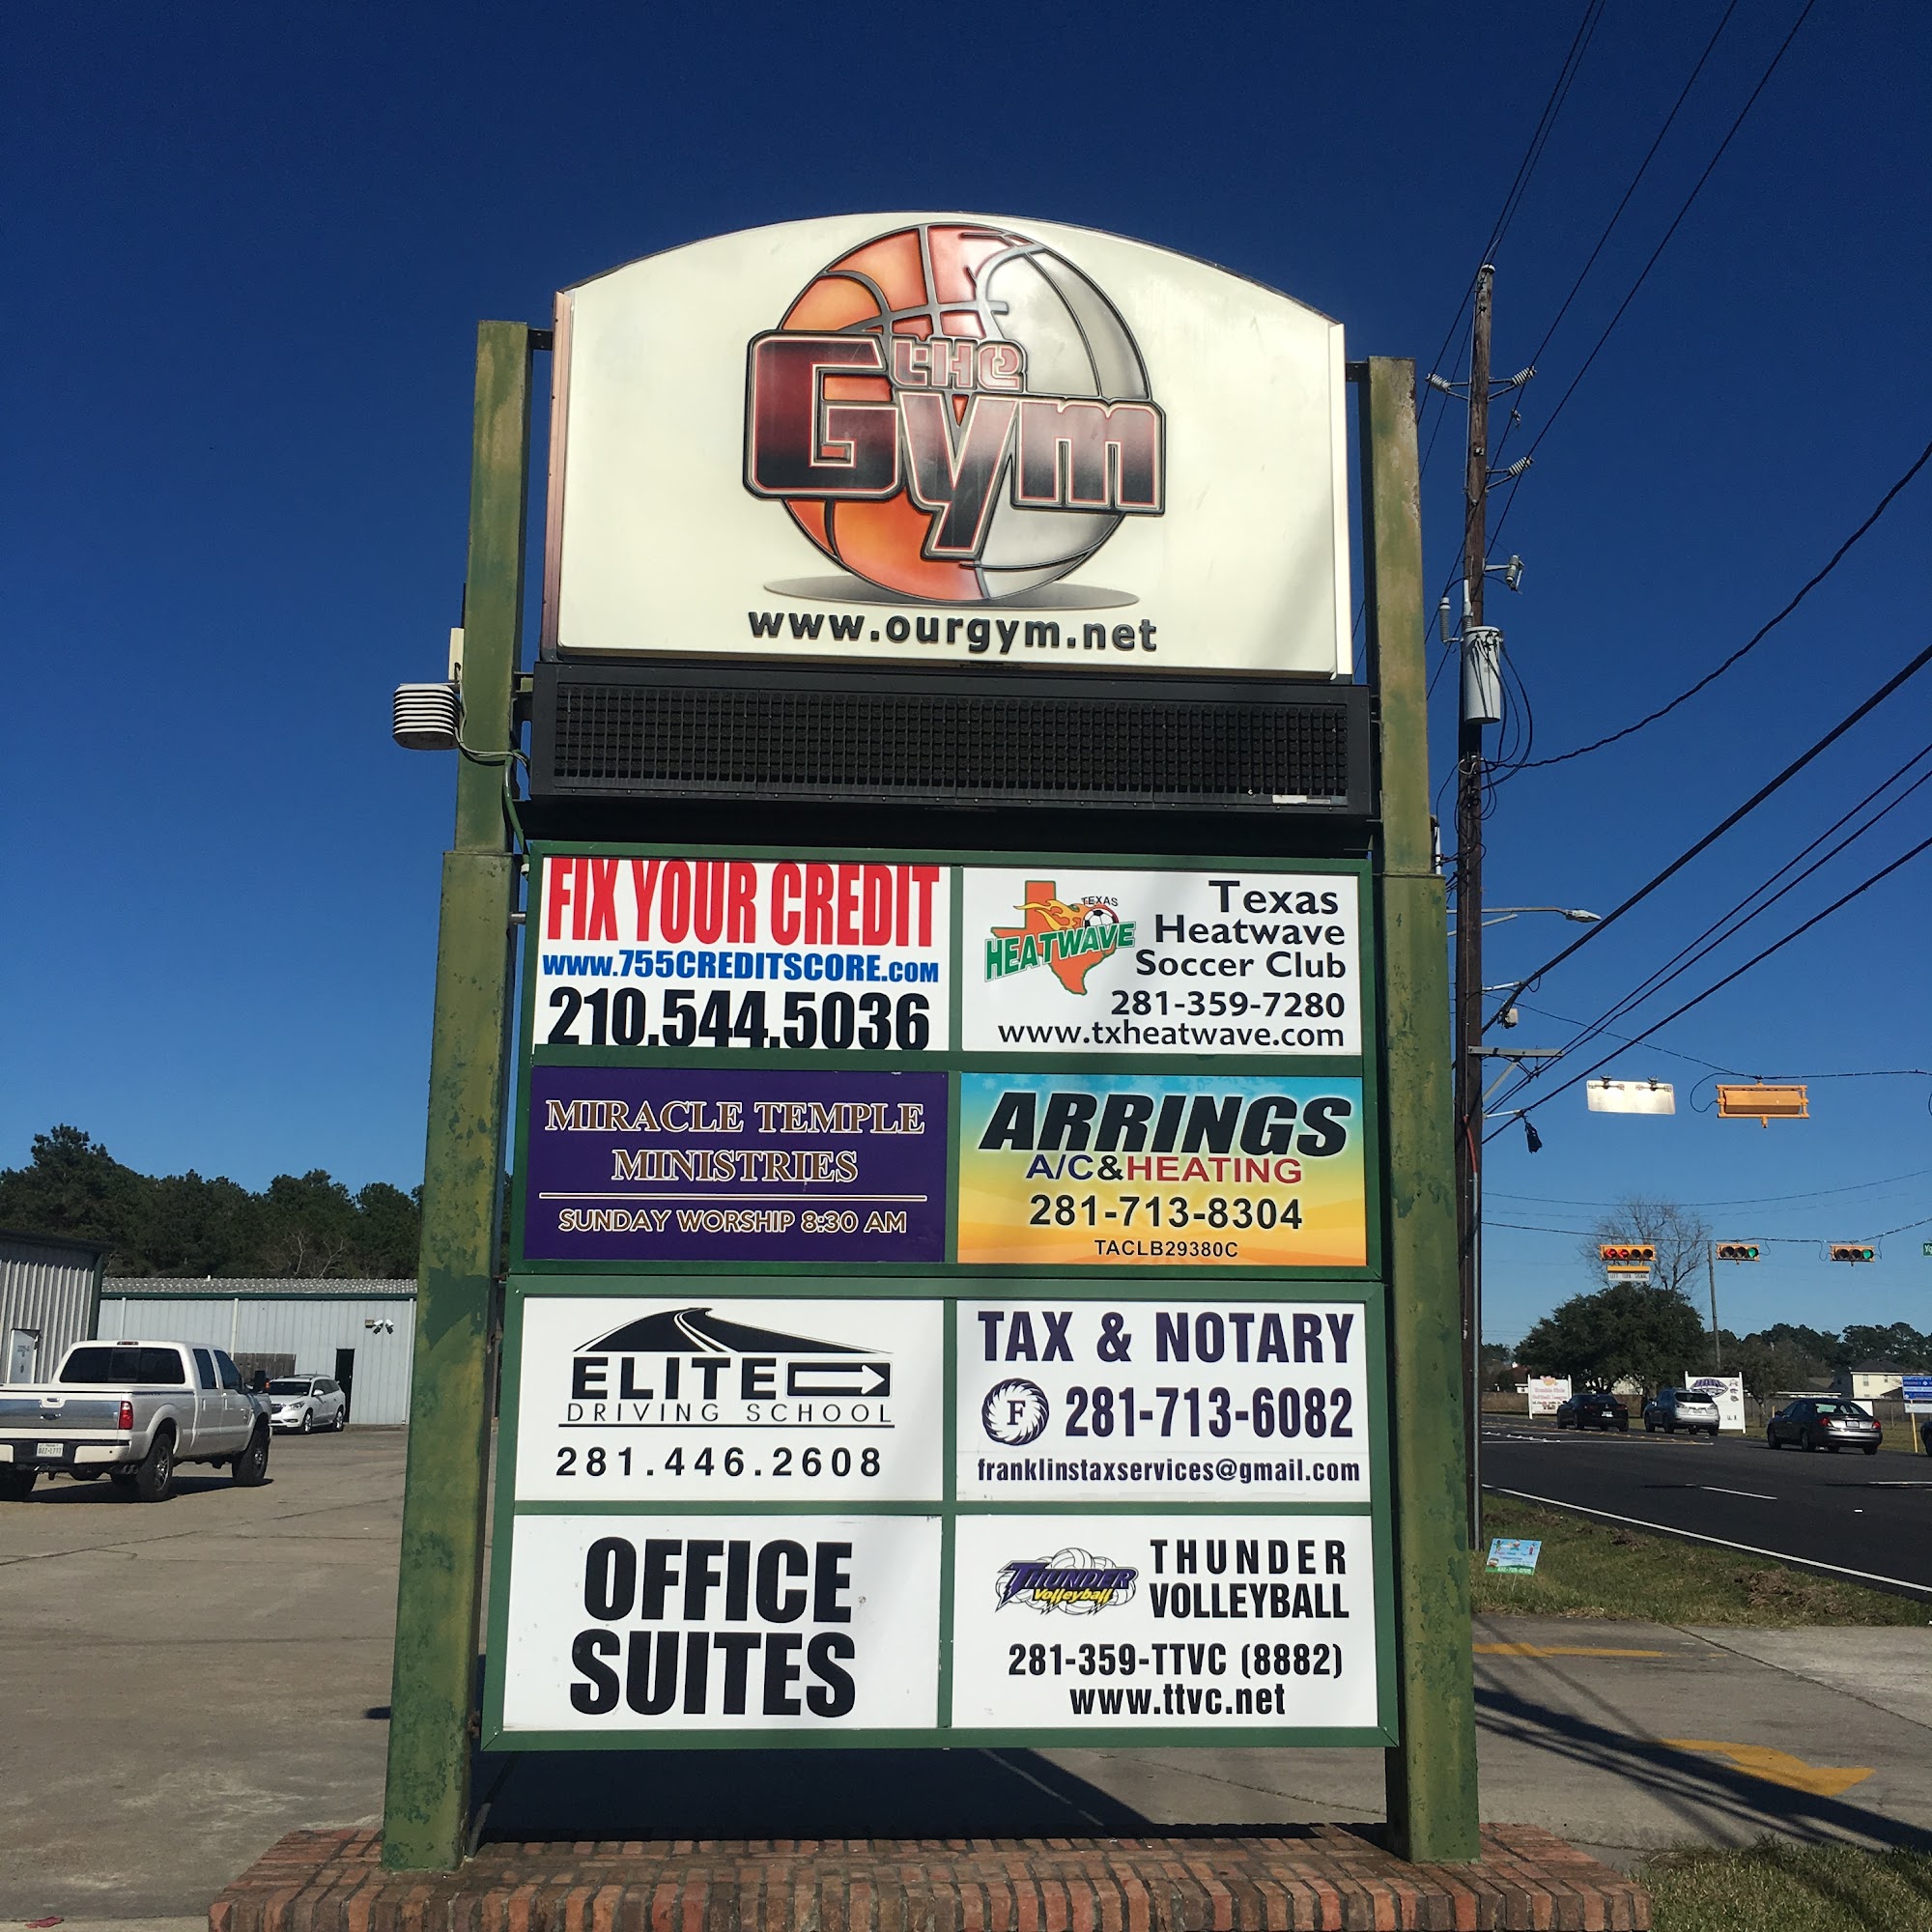 the
Gym
www.ourgym.net
FIX YOUR CREDIT
www.755CREDITSCORE.COM
210.544.5036
TEXAS
HEATWAVE
Texas
Heatwave
Soccer Club
281-359-7280
www.txheatwave.com
MIRACLE TEMPLE
MINISTRIES
SUNDAY WORSHIP 8:30 AM
ARRINGS
A/C&HEATING
281-713-8304
TACLB29380C
ELITE
DRIVING SCHOOL
281.446.2608
TAX & NOTARY
F
281-713-6082
franklinstaxservices@gmail.com
OFFICE
SUITES
THUNDER
Volleyball
THUNDER
VOLLEYBALL
281-359-TTVC (8882)
www.ttvc.net